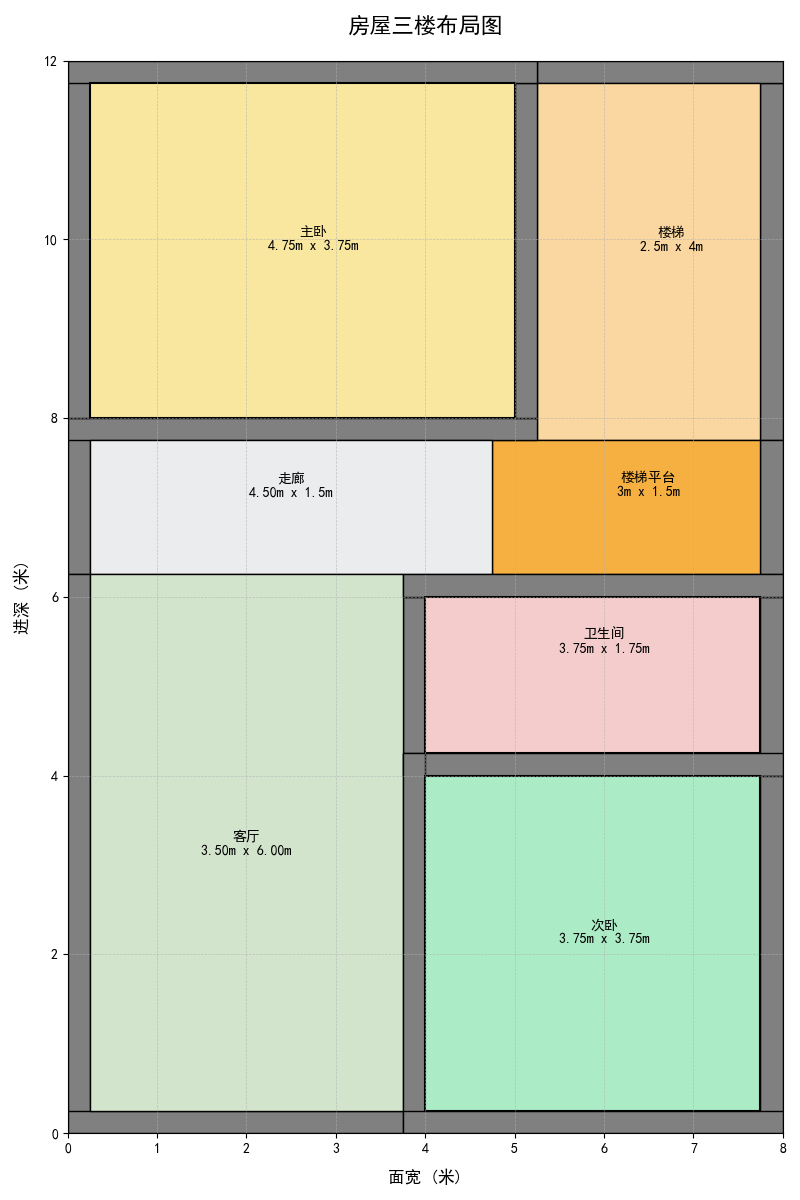 房屋三楼布局图
12
10
8
6
4
2
0
进深 (米)
主卧
4.75m x 3.75m
楼梯
2.5m x 4m
走廊
4.50m x 1.5m
楼梯平台
3m x 1.5m
卫生间
3.75m x 1.75m
客厅
3.50m x 6.00m
次卧
3.75m x 3.75m
0 1 2 3 4 5 6 7 8
面宽 (米)